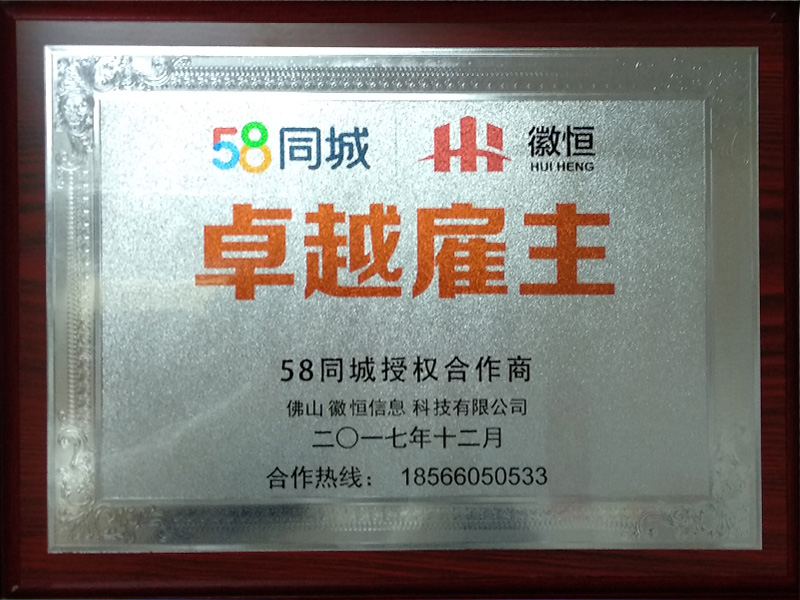 58同城 徽恒
HUI HENG
卓越雇主
58同城授权合作商
佛山徽恒信息科技有限公司
二〇一七年十二月
合作热线： 18566050533